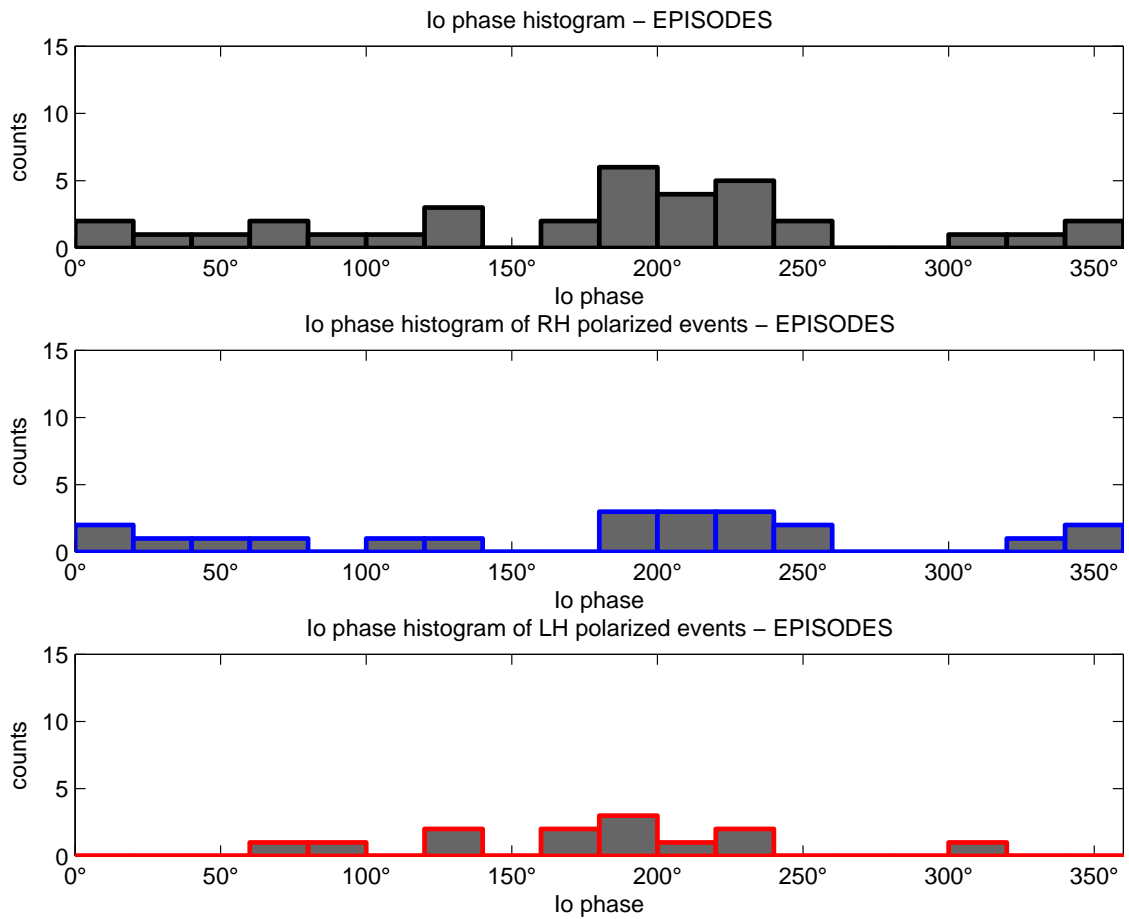 Io phase histogram – EPISODES
15
10
5
0
counts
0° 50° 100° 150° 200° 250° 300° 350°
Io phase
Io phase histogram of RH polarized events – EPISODES
15
10
5
0
counts
0° 50° 100° 150° 200° 250° 300° 350°
Io phase
Io phase histogram of LH polarized events – EPISODES
15
10
5
0
counts
0° 50° 100° 150° 200° 250° 300° 350°
Io phase